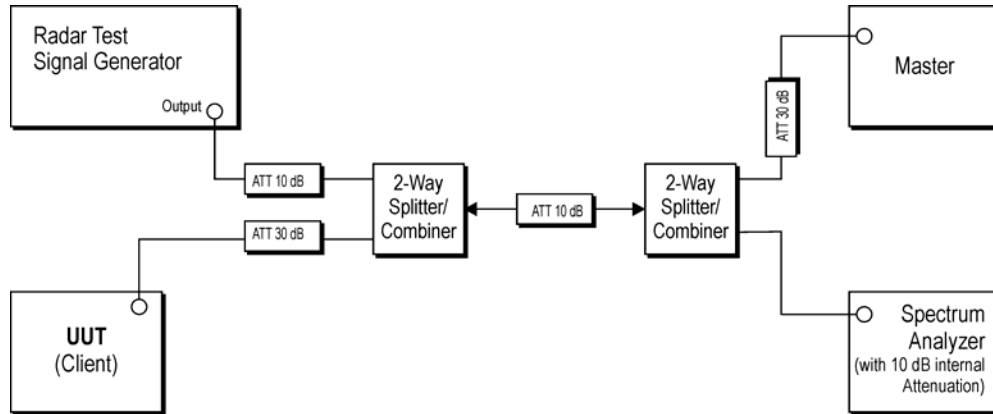 Radar Test
Signal Generator
Output
ATT 10 dB
ATT 30 dB
2-Way
Splitter/
Combiner
ATT 10 dB
2-Way
Splitter/
Combiner
ATT 30 dB
Master
UUT
(Client)
Spectrum
Analyzer
(with 10 dB internal
Attenuation)